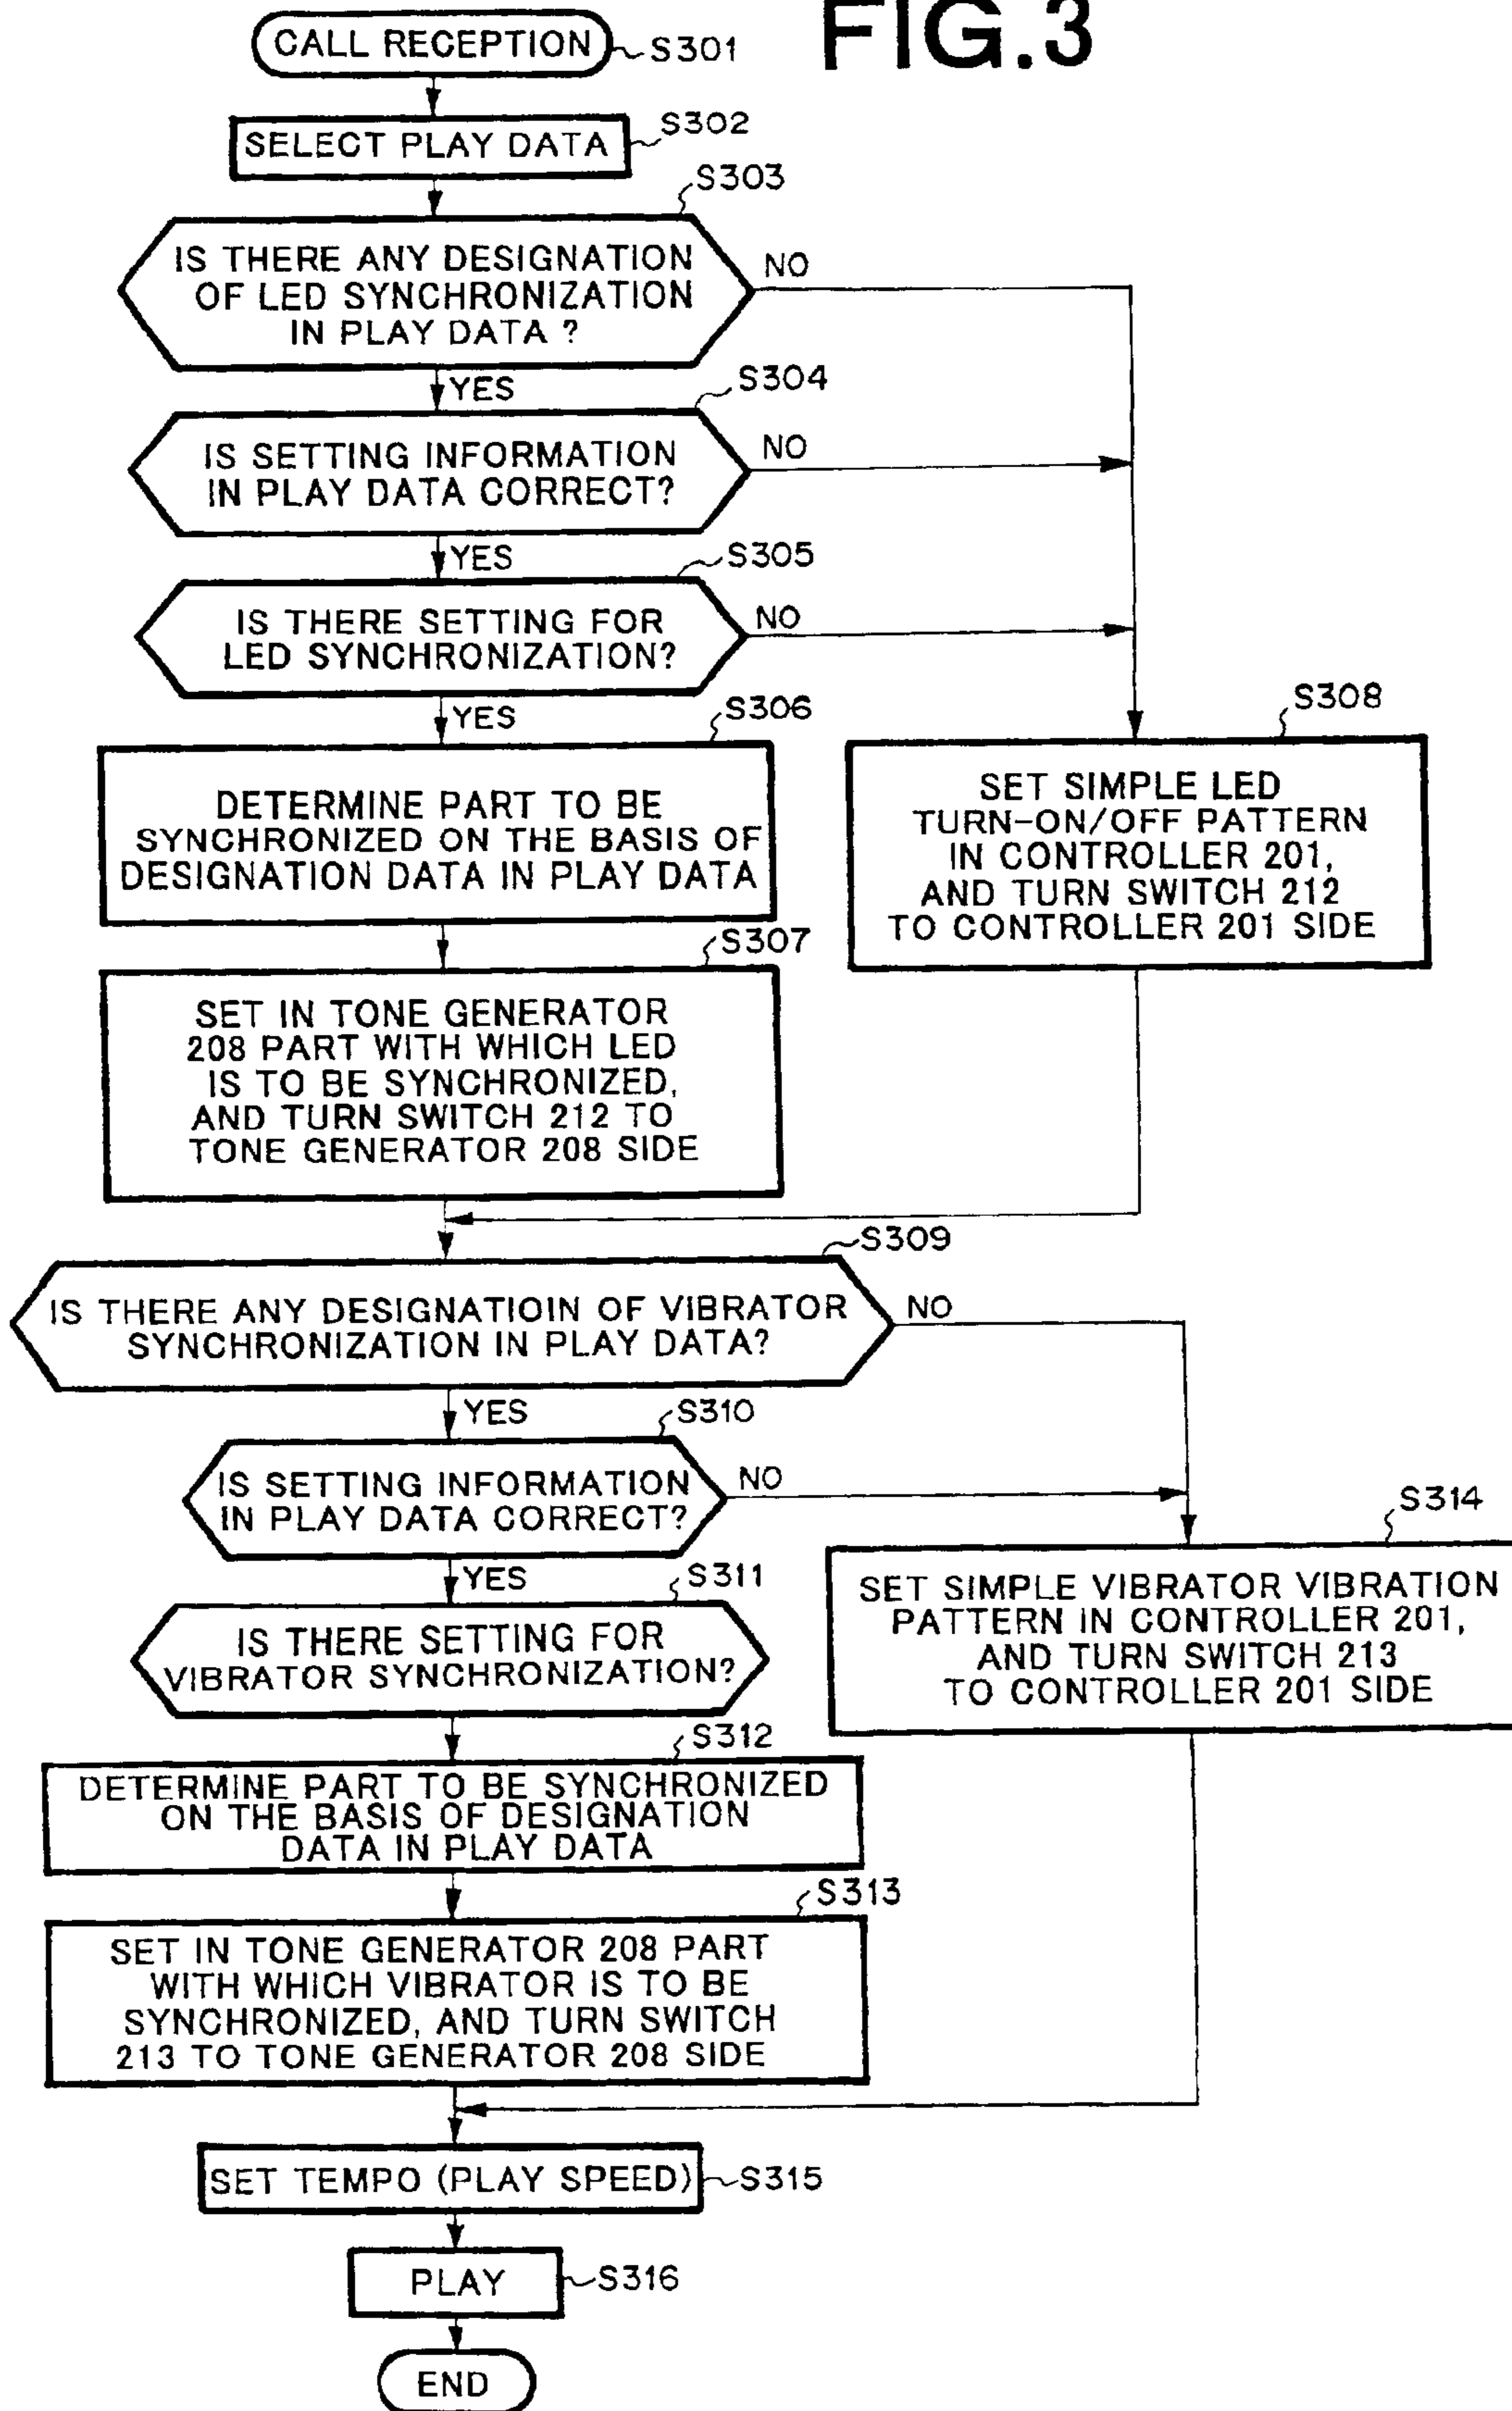 FIG.3
CALL RECEPTION
S301
SELECT PLAY DATA
S302
S303
IS THERE ANY DESIGNATION
OF LED SYNCHRONIZATION
IN PLAY DATA ?
NO
YES
S304
IS SETTING INFORMATION
IN PLAY DATA CORRECT?
NO
YES
S305
IS THERE SETTING FOR
LED SYNCHRONIZATION?
NO
YES
S306
DETERMINE PART TO BE
SYNCHRONIZED ON THE BASIS OF
DESIGNATION DATA IN PLAY DATA
S308
SET SIMPLE LED
TURN-ON/OFF PATTERN
IN CONTROLLER 201,
AND TURN SWITCH 212
TO CONTROLLER 201 SIDE
S307
SET IN TONE GENERATOR
208 PART WITH WHICH LED
IS TO BE SYNCHRONIZED,
AND TURN SWITCH 212 TO
TONE GENERATOR 208 SIDE
S309
IS THERE ANY DESIGNATIOIN OF VIBRATOR
SYNCHRONIZATION IN PLAY DATA?
NO
YES
S310
IS SETTING INFORMATION
IN PLAY DATA CORRECT?
NO
YES
S311
IS THERE SETTING FOR
VIBRATOR SYNCHRONIZATION?
S314
SET SIMPLE VIBRATOR VIBRATION
PATTERN IN CONTROLLER 201,
AND TURN SWITCH 213
TO CONTROLLER 201 SIDE
S312
DETERMINE PART TO BE SYNCHRONIZED
ON THE BASIS OF DESIGNATION
DATA IN PLAY DATA
S313
SET IN TONE GENERATOR 208 PART
WITH WHICH VIBRATOR IS TO BE
SYNCHRONIZED, AND TURN SWITCH
213 TO TONE GENERATOR 208 SIDE
SET TEMPO (PLAY SPEED)
S315
PLAY
S316
END